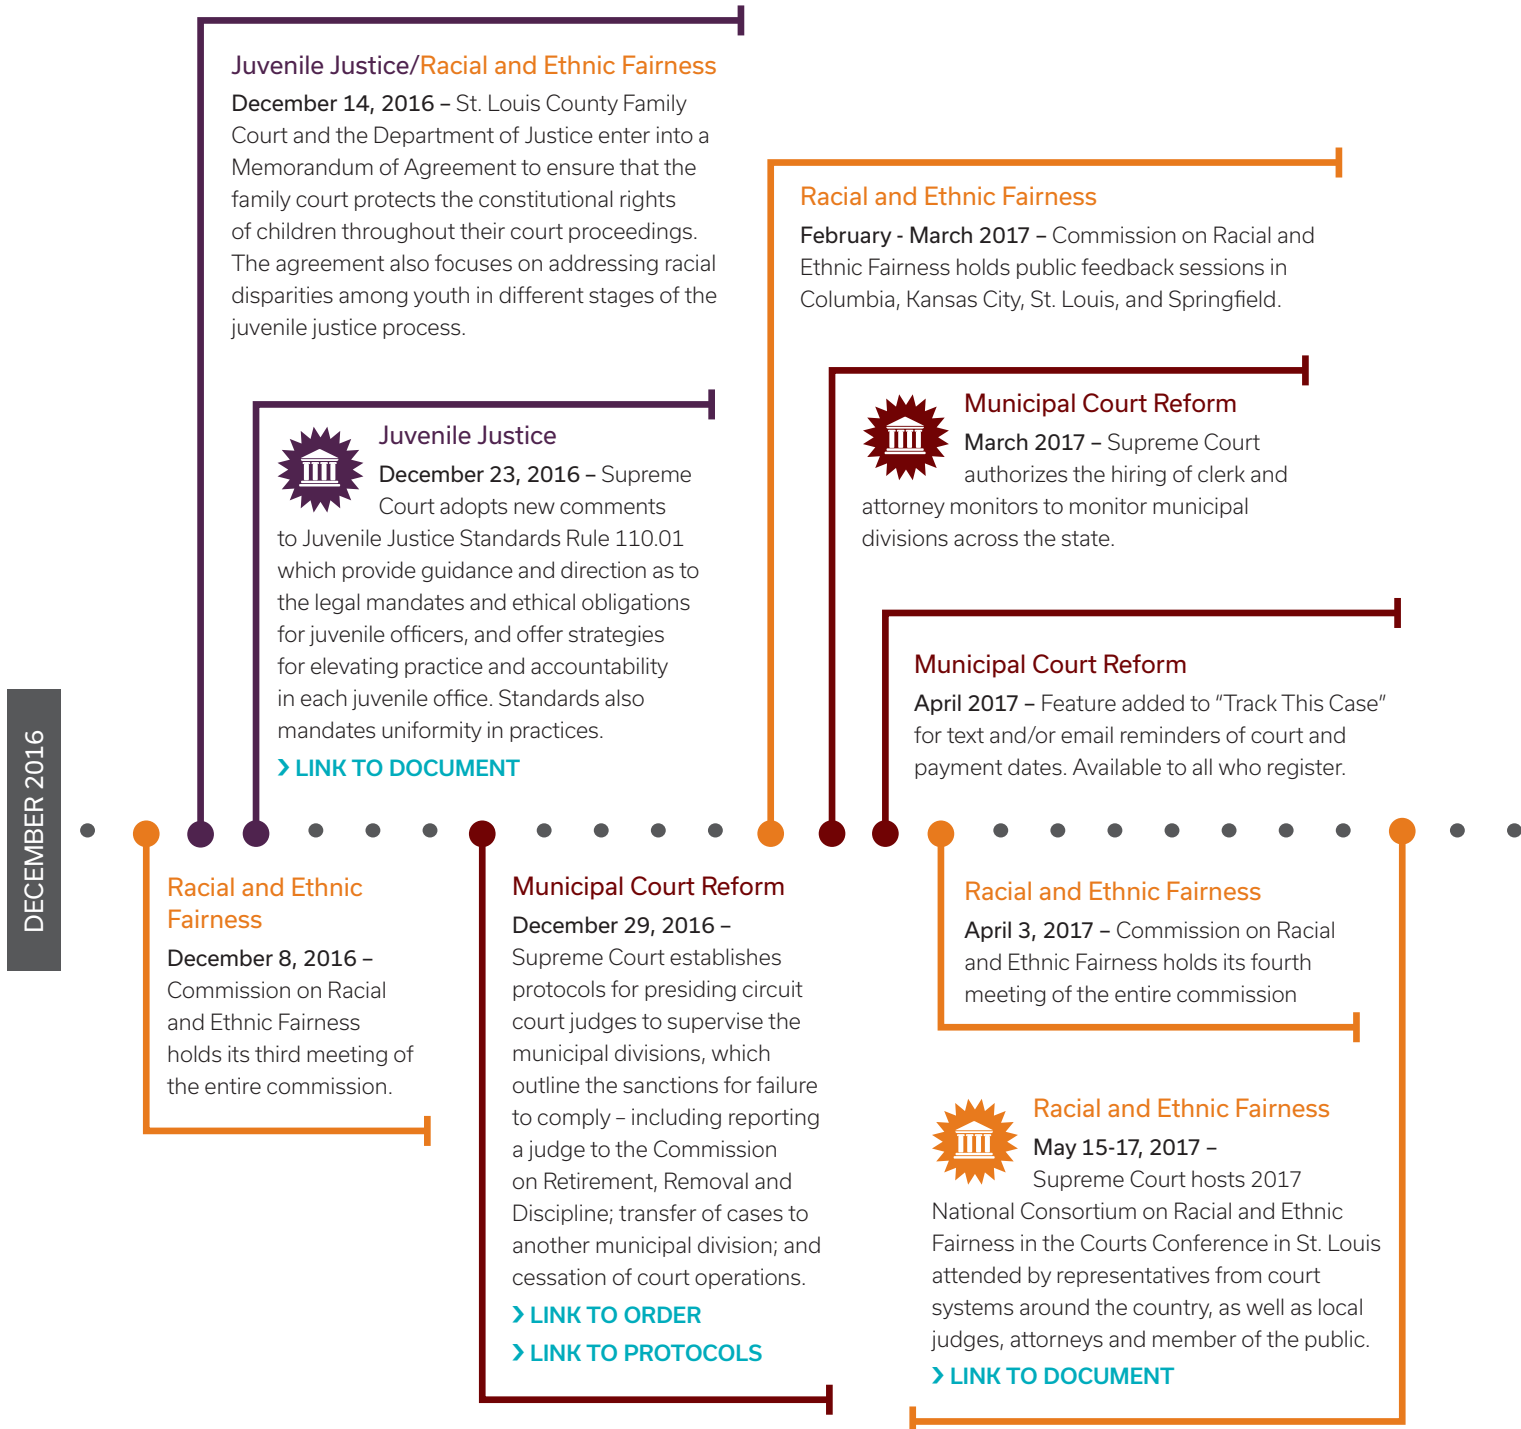 Juvenile Justice/Racial and Ethnic Fairness
December 14, 2016 – St. Louis County Family
Court and the Department of Justice enter into a
Memorandum of Agreement to ensure that the
family court protects the constitutional rights
of children throughout their court proceedings.
The agreement also focuses on addressing racial
disparities among youth in different stages of the
juvenile justice process.
Racial and Ethnic Fairness
February - March 2017 – Commission on Racial and
Ethnic Fairness holds public feedback sessions in
Columbia, Kansas City, St. Louis, and Springfield.
Juvenile Justice
December 23, 2016 – Supreme
Court adopts new comments
to Juvenile Justice Standards Rule 110.01
which provide guidance and direction as to
the legal mandates and ethical obligations
for juvenile officers, and offer strategies
for elevating practice and accountability
in each juvenile office. Standards also
mandates uniformity in practices.
› LINK TO DOCUMENT
Municipal Court Reform
March 2017 – Supreme Court
authorizes the hiring of clerk and
attorney monitors to monitor municipal
divisions across the state.
Municipal Court Reform
April 2017 – Feature added to “Track This Case”
for text and/or email reminders of court and
payment dates. Available to all who register.
DECEMBER 2016
Racial and Ethnic
Fairness
December 8, 2016 –
Commission on Racial
and Ethnic Fairness
holds its third meeting of
the entire commission.
Municipal Court Reform
December 29, 2016 –
Supreme Court establishes
protocols for presiding circuit
court judges to supervise the
municipal divisions, which
outline the sanctions for failure
to comply – including reporting
a judge to the Commission
on Retirement, Removal and
Discipline; transfer of cases to
another municipal division; and
cessation of court operations.
› LINK TO ORDER
› LINK TO PROTOCOLS
Racial and Ethnic Fairness
April 3, 2017 – Commission on Racial
and Ethnic Fairness holds its fourth
meeting of the entire commission
Racial and Ethnic Fairness
May 15-17, 2017 –
Supreme Court hosts 2017
National Consortium on Racial and Ethnic
Fairness in the Courts Conference in St. Louis
attended by representatives from court
systems around the country, as well as local
judges, attorneys and member of the public.
› LINK TO DOCUMENT